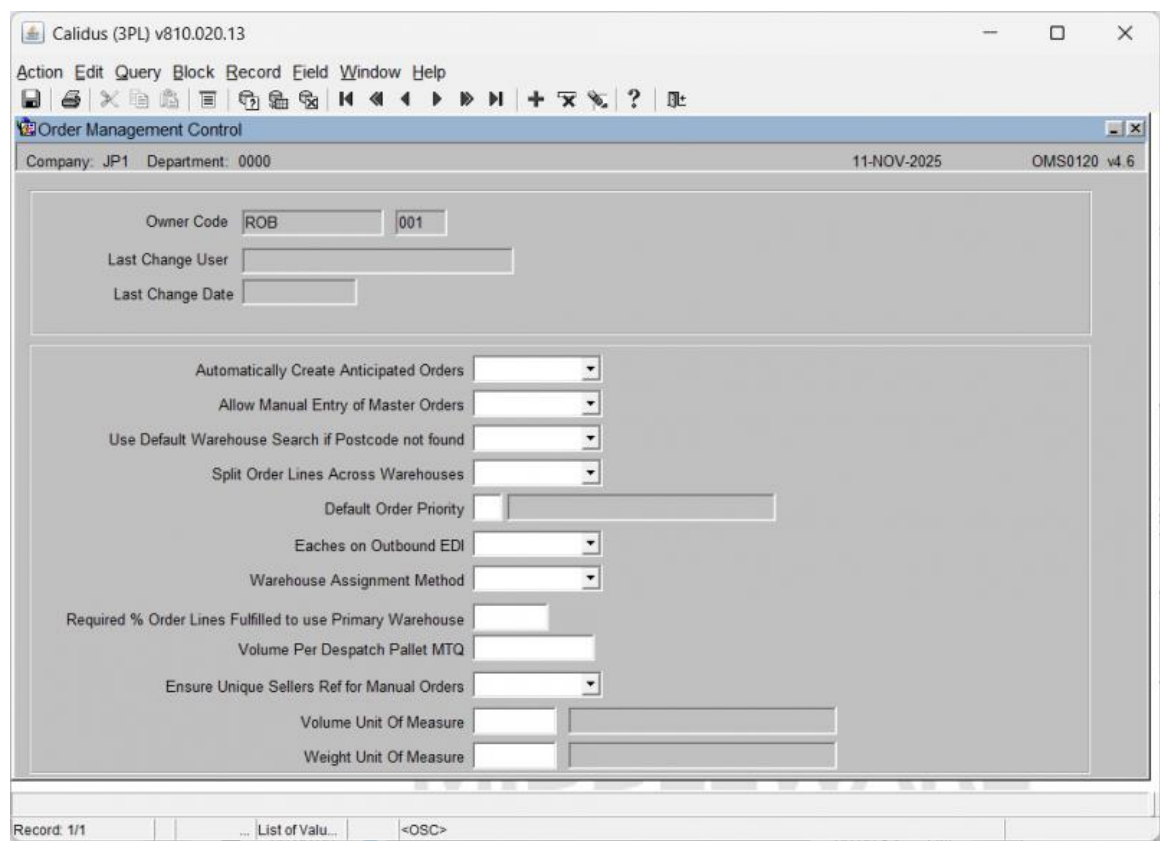 Calidus (3PL) v810.020.13
Action Edit Query Block Record Field Window Help
Order Management Control
Company: JP1 Department: 0000 11-NOV-2025 OMS0120 v4.6
Owner Code ROB 001
Last Change User
Last Change Date
Automatically Create Anticipated Orders
Allow Manual Entry of Master Orders
Use Default Warehouse Search if Postcode not found
Split Order Lines Across Warehouses
Default Order Priority
Eaches on Outbound EDI
Warehouse Assignment Method
Required % Order Lines Fulfilled to use Primary Warehouse
Volume Per Despatch Pallet MTQ
Ensure Unique Sellers Ref for Manual Orders
Volume Unit Of Measure
Weight Unit Of Measure
Record: 1/1 ... List of Valu... <OSC>